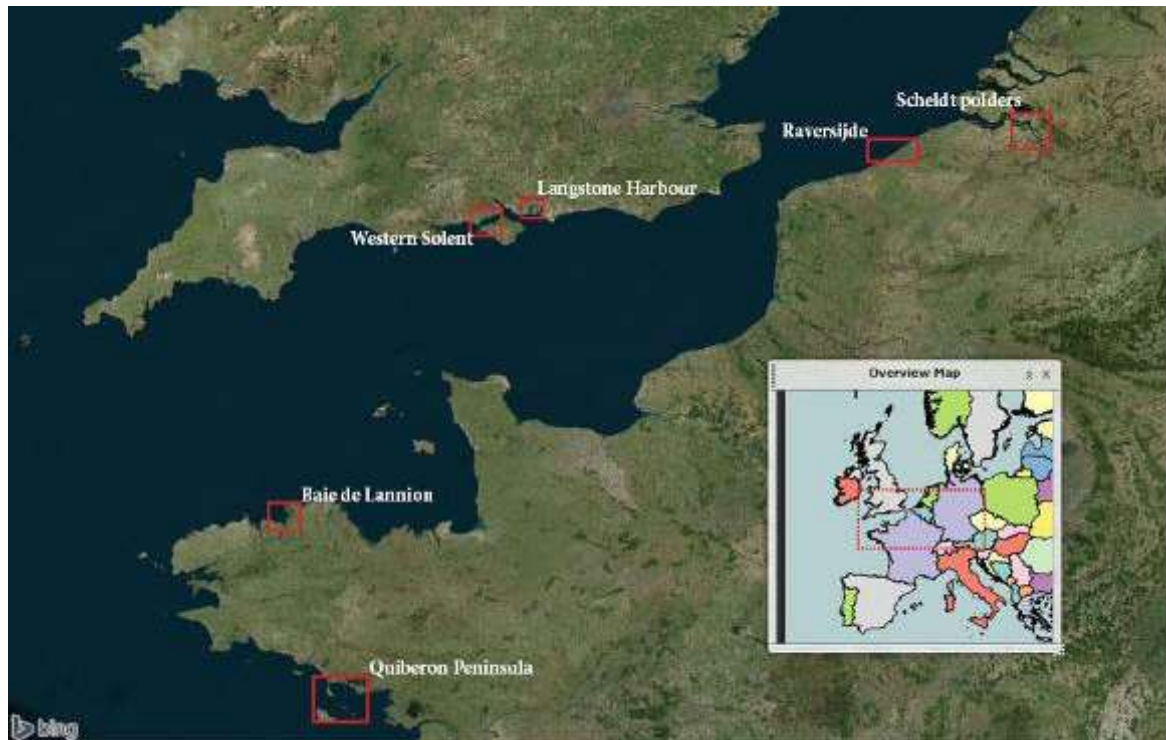 Scheldt polders
Raversijde
Langstone Harbour
Western Solent
Overview Map
Baie de Lannion
Quiberon Peninsula
bing